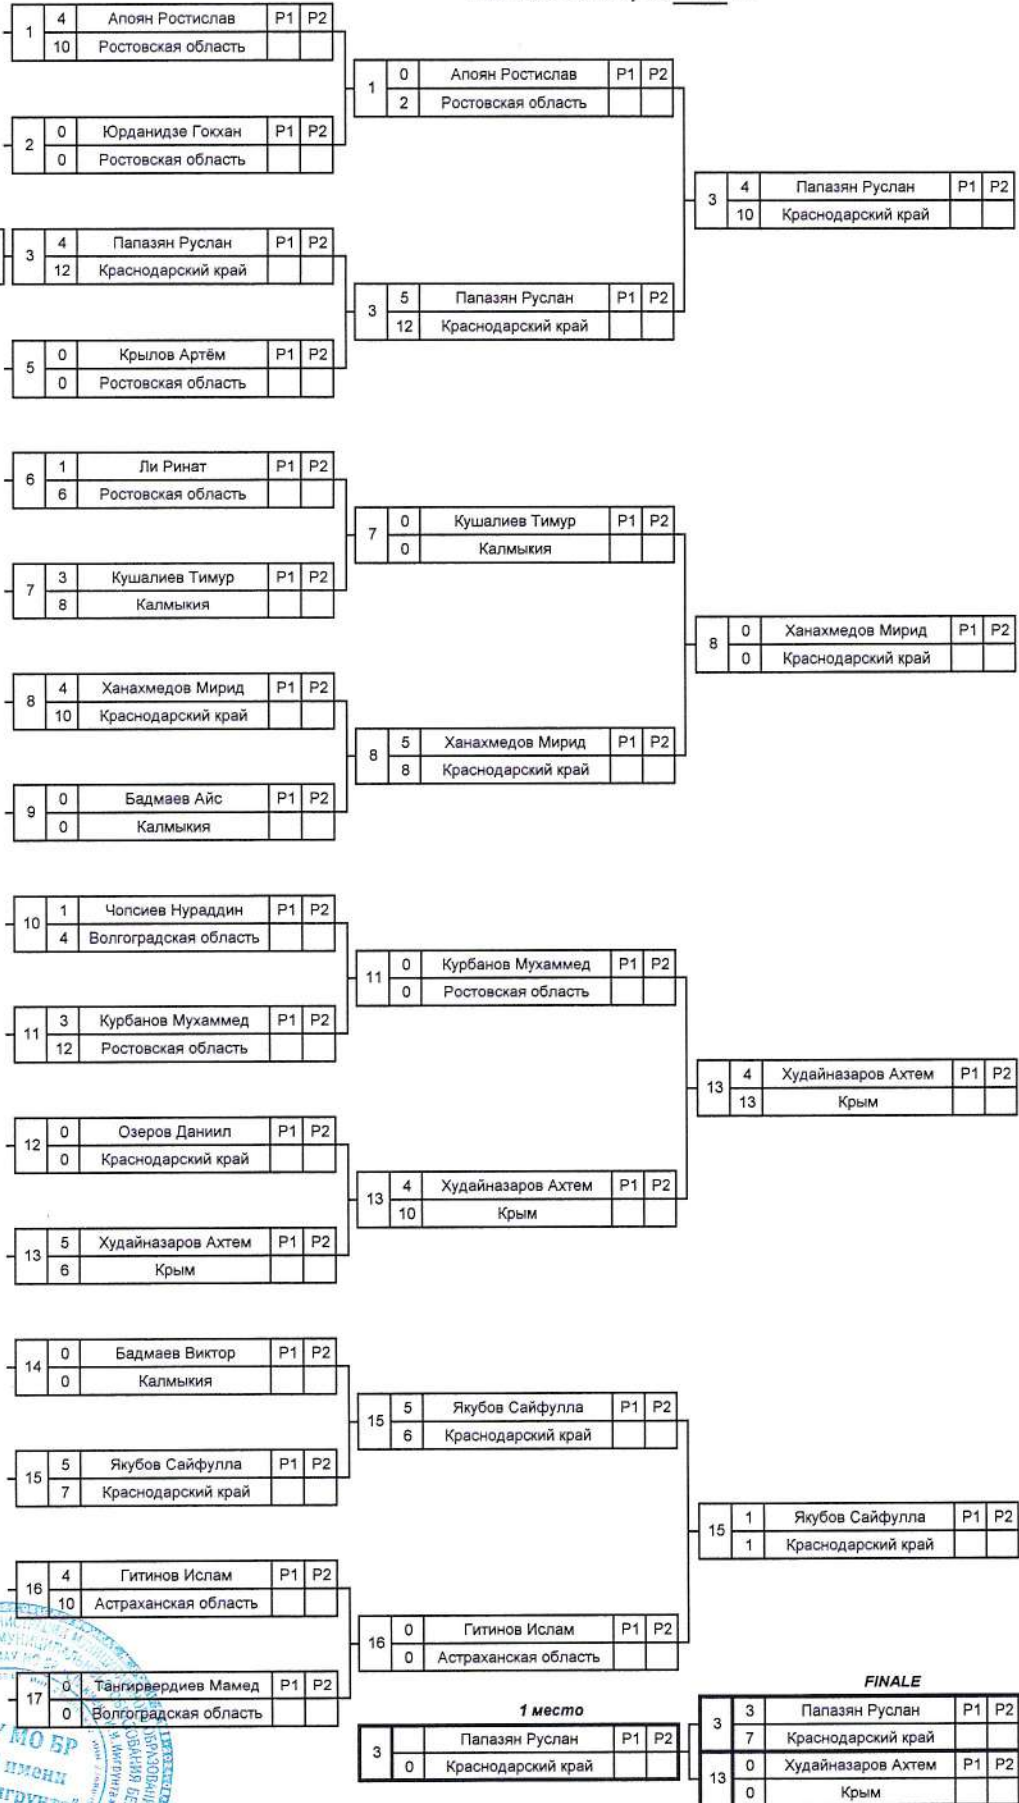 1 4 Апоян Ростислав P1 P2
10 Ростовская область
2 0 Юрданидзе Гокхан P1 P2
0 Ростовская область
3 4 Папазян Руслан P1 P2
12 Краснодарский край
5 0 Крылов Артём P1 P2
0 Ростовская область
6 1 Ли Ринат P1 P2
6 Ростовская область
7 3 Кушалиев Тимур P1 P2
8 Калмыкия
8 4 Ханахмедов Мирид P1 P2
10 Краснодарский край
9 0 Бадмаев Айс P1 P2
0 Калмыкия
10 1 Чопсиев Нураддин P1 P2
4 Волгоградская область
11 3 Курбанов Мухаммед P1 P2
12 Ростовская область
12 0 Озеров Даниил P1 P2
0 Краснодарский край
13 5 Худайназаров Ахтем P1 P2
6 Крым
14 0 Бадмаев Виктор P1 P2
0 Калмыкия
15 5 Якубов Сайфулла P1 P2
7 Краснодарский край
16 4 Гитинов Ислам P1 P2
10 Астраханская область
17 0 Тангирвердиев Мамед P1 P2
0 Волгоградская область
МО БР
имени
1 0 Апоян Ростислав P1 P2
2 Ростовская область
3 5 Папазян Руслан P1 P2
12 Краснодарский край
7 0 Кушалиев Тимур P1 P2
0 Калмыкия
8 5 Ханахмедов Мирид P1 P2
8 Краснодарский край
11 0 Курбанов Мухаммед P1 P2
0 Ростовская область
13 4 Худайназаров Ахтем P1 P2
10 Крым
15 5 Якубов Сайфулла P1 P2
6 Краснодарский край
16 0 Гитинов Ислам P1 P2
0 Астраханская область
3 4 Папазян Руслан P1 P2
10 Краснодарский край
8 0 Ханахмедов Мирид P1 P2
0 Краснодарский край
13 4 Худайназаров Ахтем P1 P2
13 Крым
15 1 Якубов Сайфулла P1 P2
1 Краснодарский край
1 место
3 Папазян Руслан P1 P2
0 Краснодарский край
FINALE
3 3 Папазян Руслан P1 P2
7 Краснодарский край
13 0 Худайназаров Ахтем P1 P2
0 Крым